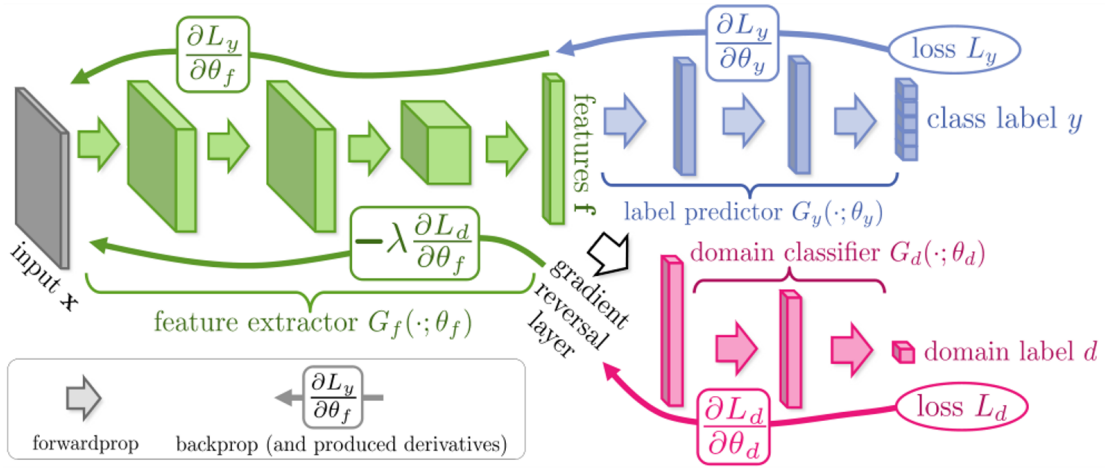 ∂L_y/∂θ_f
∂L_y/∂θ_y
loss L_y
features f
class label y
label predictor G_y(·;θ_y)
−λ ∂L_d/∂θ_f
input x
feature extractor G_f(·;θ_f)
gradient
reversal
layer
domain classifier G_d(·;θ_d)
domain label d
∂L_d/∂θ_d
loss L_d
∂L_y/∂θ_f
forwardprop
backprop (and produced derivatives)